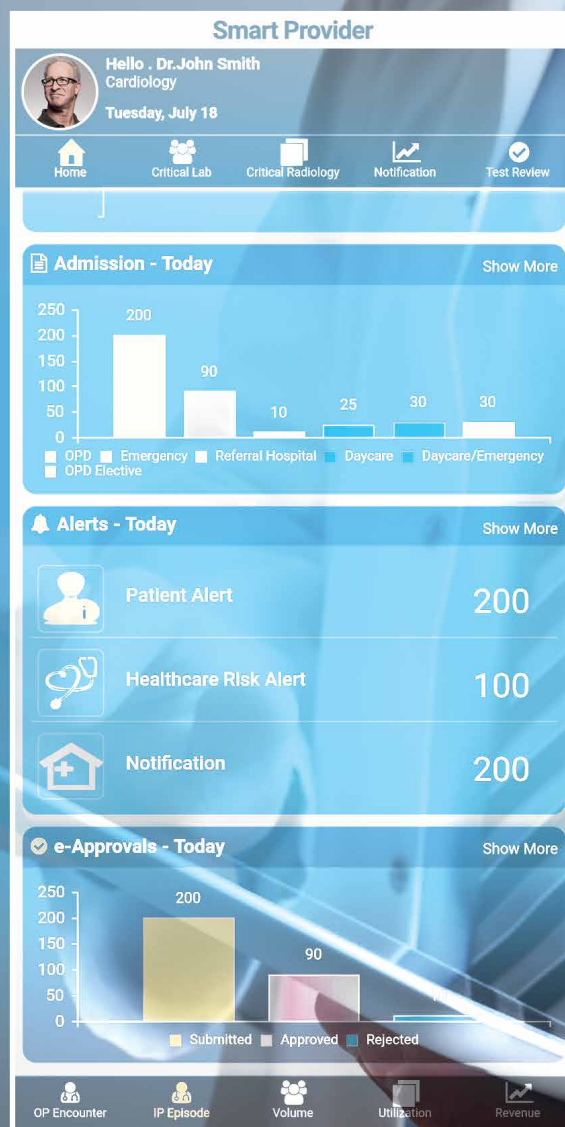 Smart Provider
Hello . Dr.John Smith
Cardiology
Tuesday, July 18
Home Critical Lab Critical Radiology Notification Test Review
Admission - Today Show More
250
200
150
100
50
0
200 90 10 25 30 30
OPD Emergency Referral Hospital Daycare Daycare/Emergency
OPD Elective
Alerts - Today Show More
Patient Alert 200
Healthcare Risk Alert 100
Notification 200
e-Approvals - Today Show More
250
200
150
100
50
0
200 90
Submitted Approved Rejected
OP Encounter IP Episode Volume Utilization Revenue